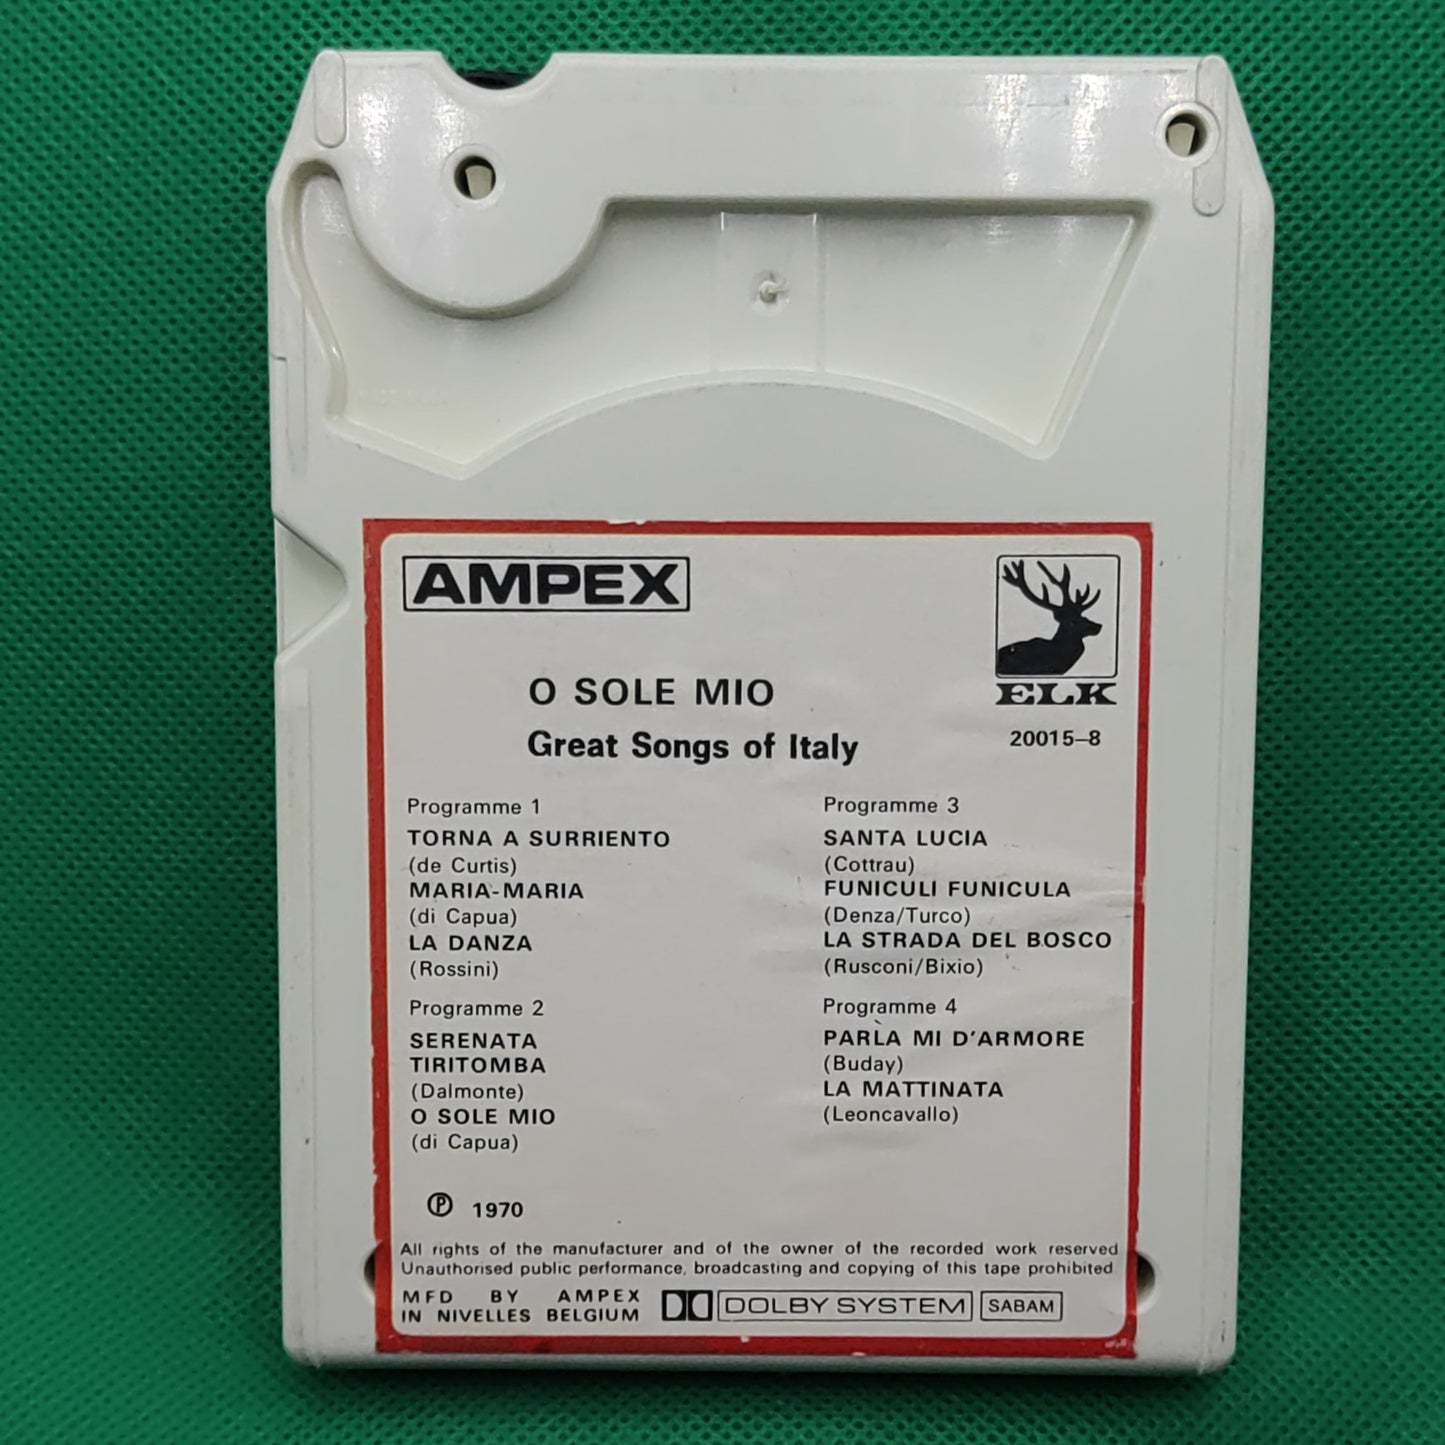 AMPEX
ELK
20015-8
O SOLE MIO
Great Songs of Italy
Programme 1
TORNA A SURRIENTO
(de Curtis)
MARIA-MARIA
(di Capua)
LA DANZA
(Rossini)
Programme 2
SERENATA
TIRITOMBA
(Dalmonte)
O SOLE MIO
(di Capua)
Programme 3
SANTA LUCIA
(Cottrau)
FUNICULI FUNICULA
(Denza/Turco)
LA STRADA DEL BOSCO
(Rusconi/Bixio)
Programme 4
PARLA MI D'ARMORE
(Buday)
LA MATTINATA
(Leoncavallo)
℗ 1970
All rights of the manufacturer and of the owner of the recorded work reserved
Unauthorised public performance, broadcasting and copying of this tape prohibited
MFD BY AMPEX
IN NIVELLES BELGIUM
DOLBY SYSTEM
SABAM